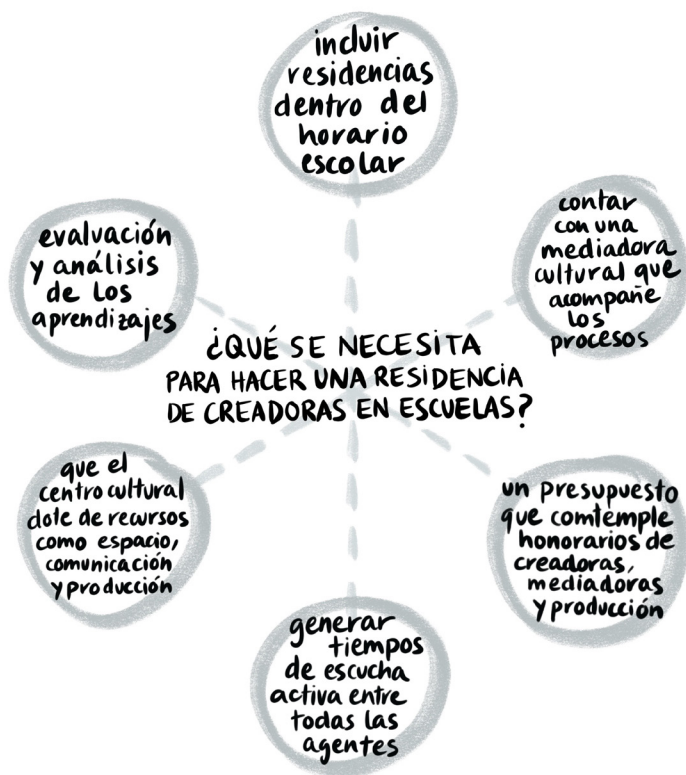 incluir
residencias
dentro del
horario
escolar
contar
con una
mediadora
cultural que
acompañe
los
procesos
evaluación
y análisis
de los
aprendizajes
¿QUÉ SE NECESITA
PARA HACER UNA RESIDENCIA
DE CREADORAS EN ESCUELAS?
que el
centro cultural
dote de recursos
como espacio,
comunicación
y producción
un presupuesto
que comtemple
honorarios de
creadoras,
mediadoras
y producción
generar
tiempos
de escucha
activa entre
todas las
agentes